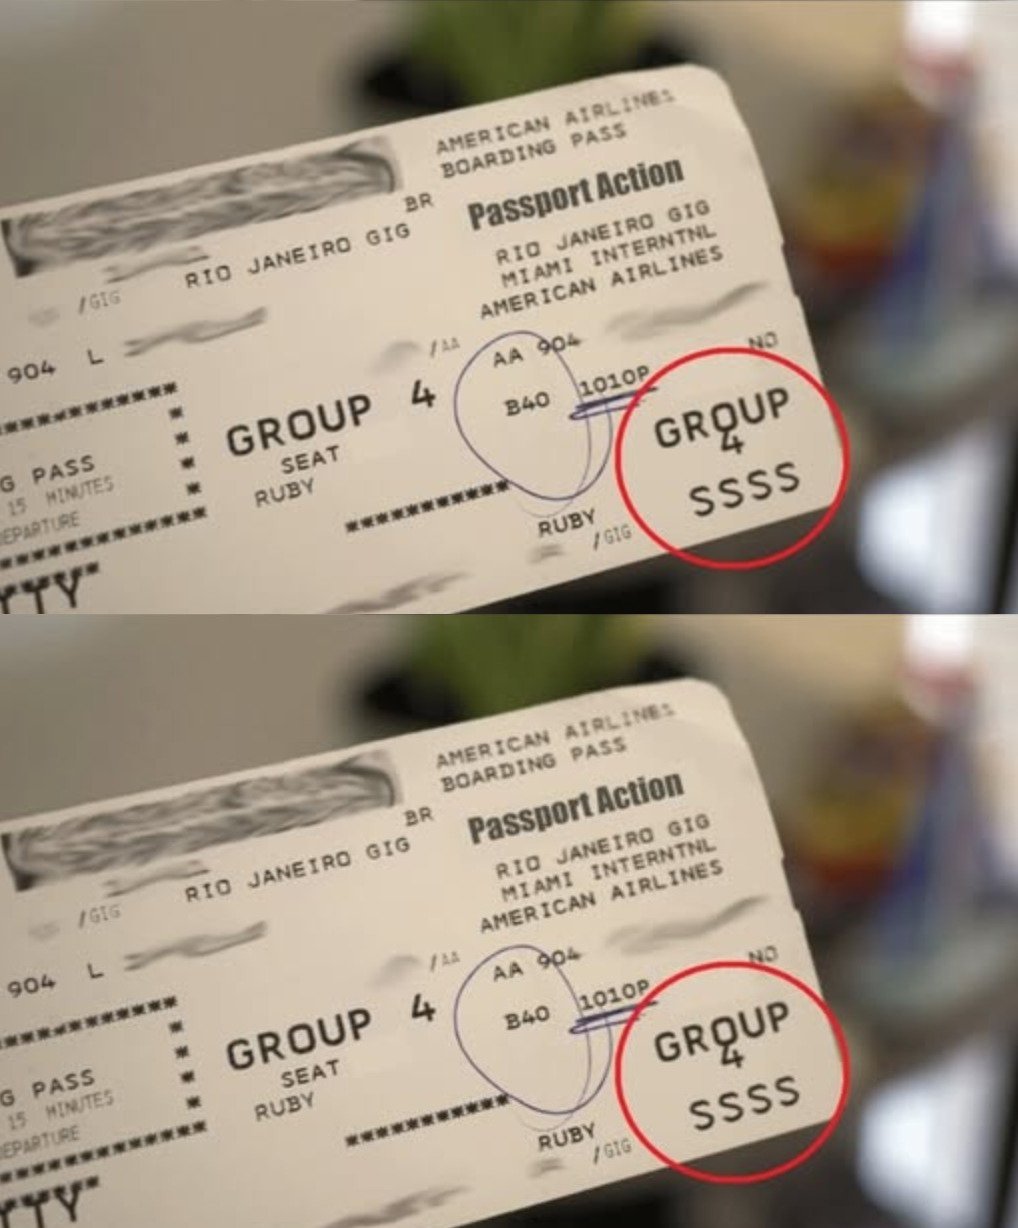 AMERICAN AIRLINES
BOARDING PASS
BR
Passport Action
RIO JANEIRO GIG
RIO JANEIRO GIG
MIAMI INTERNTNL
/GIG
AMERICAN AIRLINES
904 L
/AA
AA 904
NO
GROUP 4
B40
1010P
GROUP
4
SEAT
SSSS
G PASS
RUBY
15 MINUTES
EPARTURE
RUBY
/GIG
AMERICAN AIRLINES
BOARDING PASS
BR
Passport Action
RIO JANEIRO GIG
RIO JANEIRO GIG
MIAMI INTERNTNL
/GIG
AMERICAN AIRLINES
904 L
/AA
AA 904
NO
GROUP 4
B40
1010P
GROUP
4
SEAT
SSSS
G PASS
RUBY
15 MINUTES
EPARTURE
RUBY
/GIG